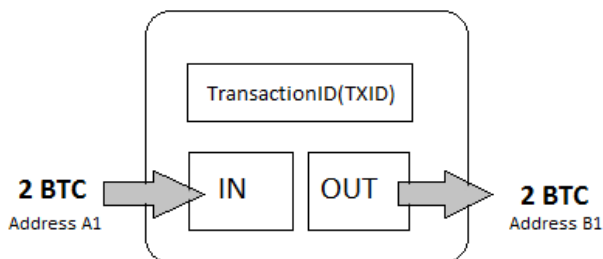 TransactionID(TXID)
2 BTC
Address A1
IN
OUT
2 BTC
Address B1